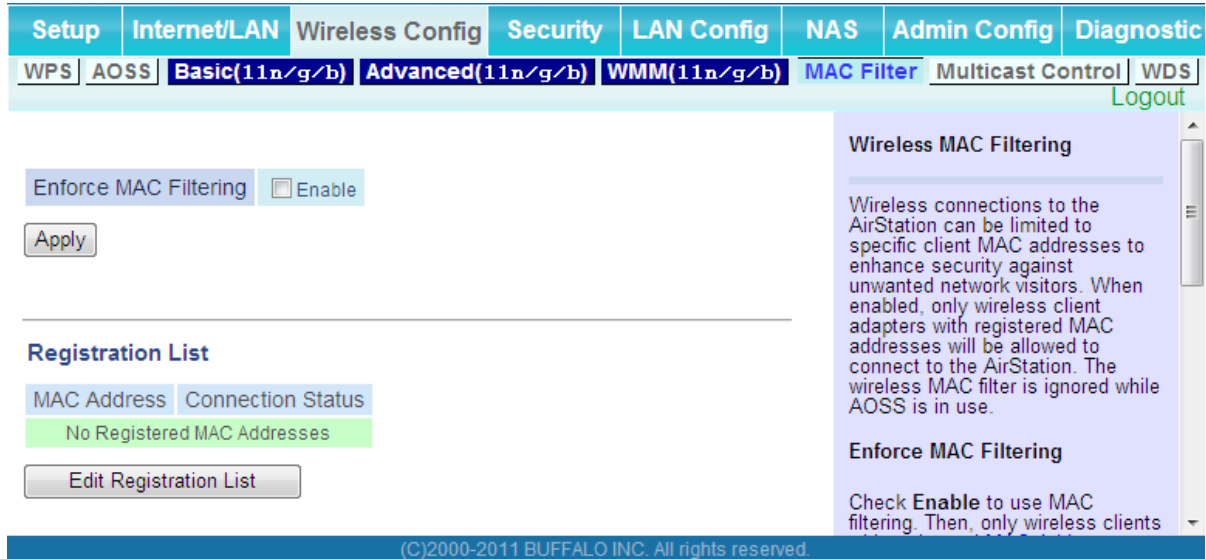 Setup Internet/LAN Wireless Config Security LAN Config NAS Admin Config Diagnostic
WPS AOSS Basic(11n/g/b) Advanced(11n/g/b) WMM(11n/g/b) MAC Filter Multicast Control WDS
Logout
Enforce MAC Filtering Enable
Apply
Registration List
MAC Address Connection Status
No Registered MAC Addresses
Edit Registration List
Wireless MAC Filtering
Wireless connections to the
AirStation can be limited to
specific client MAC addresses to
enhance security against
unwanted network visitors. When
enabled, only wireless client
adapters with registered MAC
addresses will be allowed to
connect to the AirStation. The
wireless MAC filter is ignored while
AOSS is in use.
Enforce MAC Filtering
Check Enable to use MAC
filtering. Then, only wireless clients
(C)2000-2011 BUFFALO INC. All rights reserved.